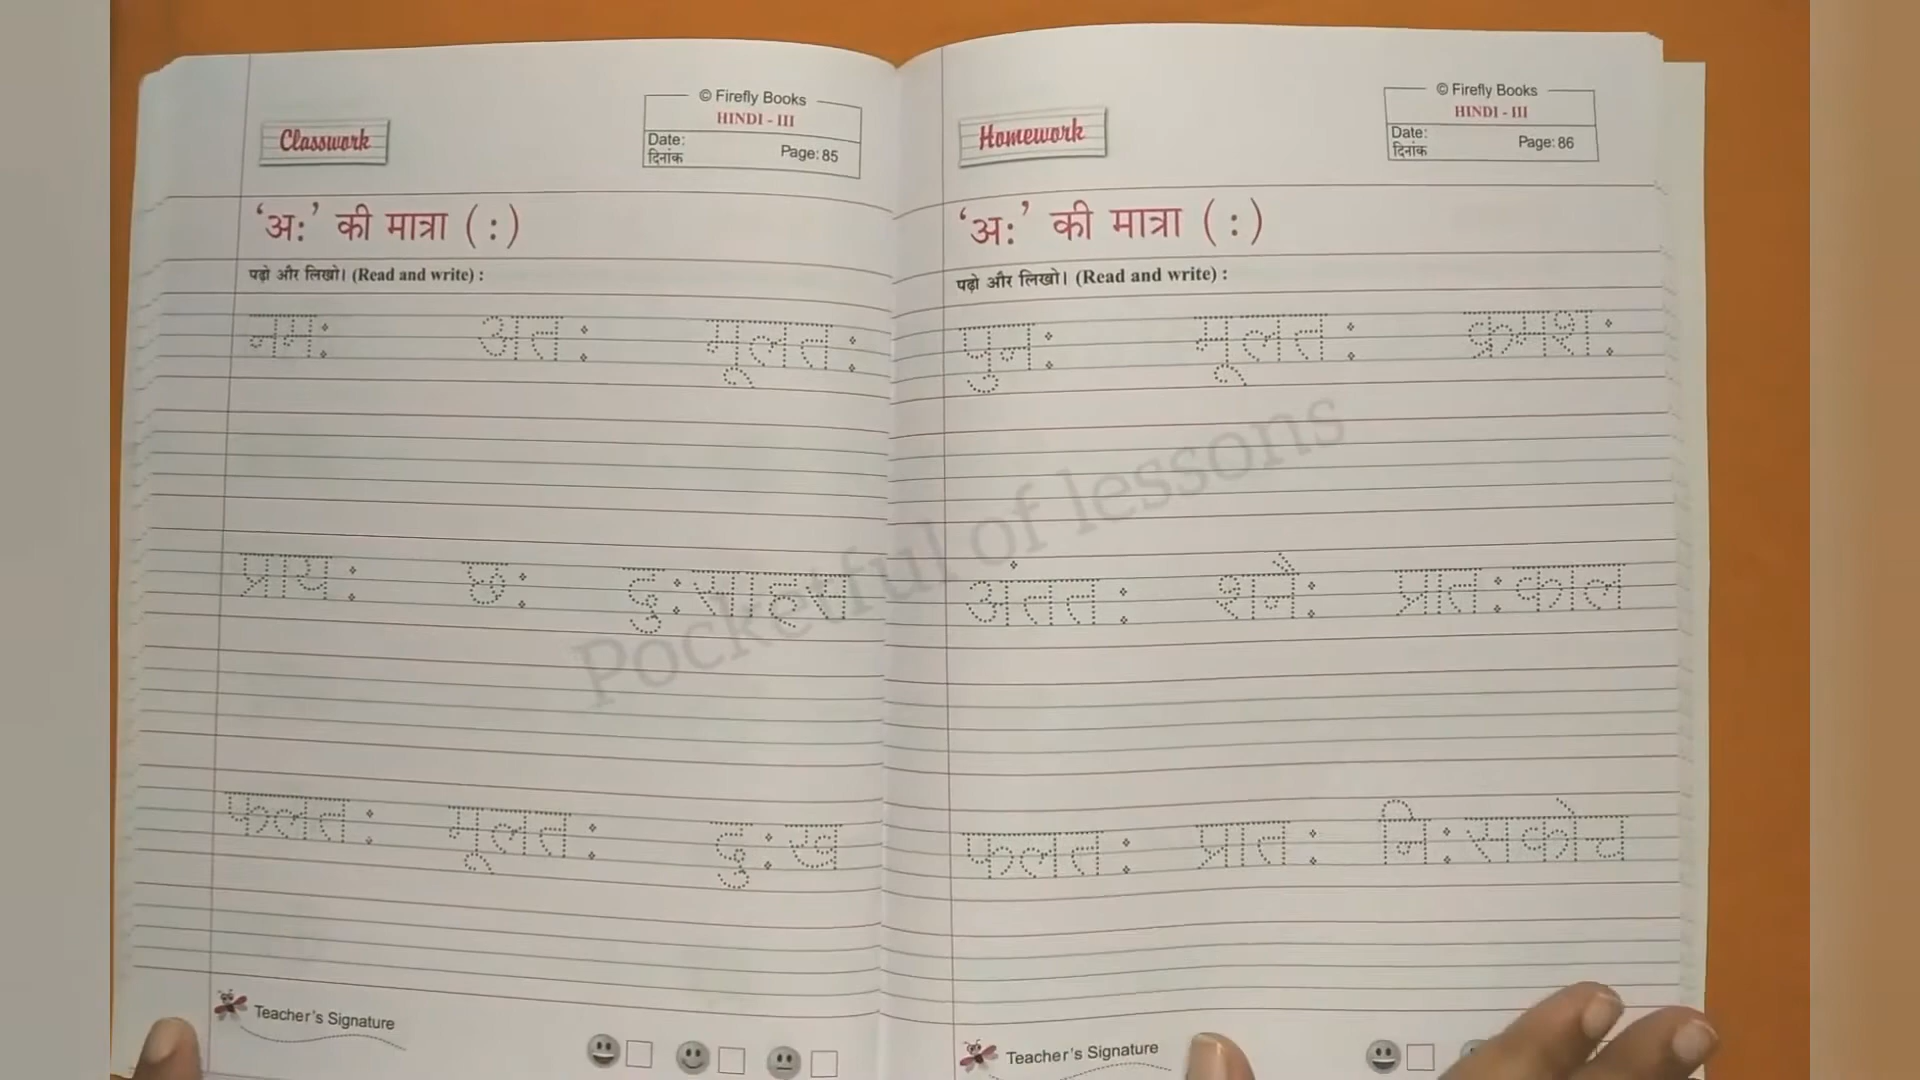 Classwork
© Firefly Books
HINDI - III
Date:
दिनांक
Page: 85
‘अः’ की मात्रा (ः)
पढ़ो और लिखो। (Read and write) :
नमः अतः मूलतः
प्रायः छः दुःसाहस
फलतः मूलतः दुःख
Teacher's Signature
Homework
© Firefly Books
HINDI - III
Date:
दिनांक
Page: 86
‘अः’ की मात्रा (ः)
पढ़ो और लिखो। (Read and write) :
पुनः मूलतः क्रमशः
अंततः शनेः प्रातःकाल
फलतः प्रातः निःसकोच
Teacher's Signature
Pocketful of lessons